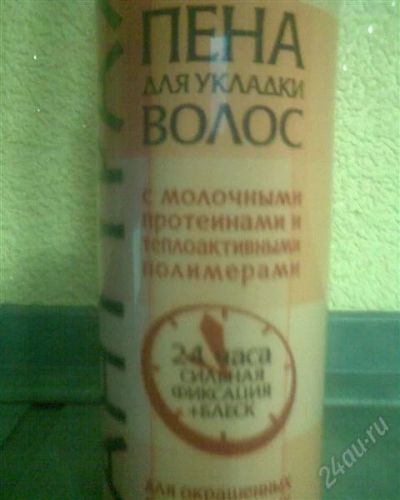 ПЕНА
ДЛЯ УКЛАДКИ
ВОЛОС
с молочными
протеинами и
теплоактивными
полимерами
24 часа
СИЛЬНАЯ
ФИКСАЦИЯ
+БЛЕСК
для окрашенных
24au.ru